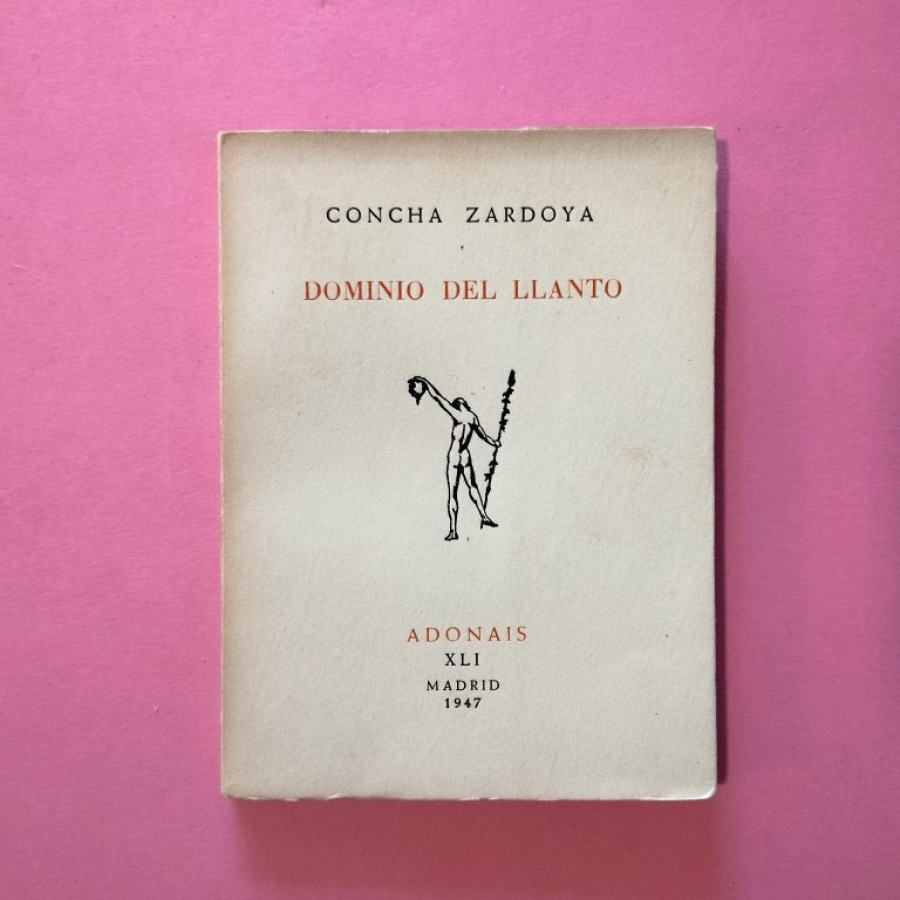 CONCHA ZARDOYA
DOMINIO DEL LLANTO
ADONAIS
XLI
MADRID
1947